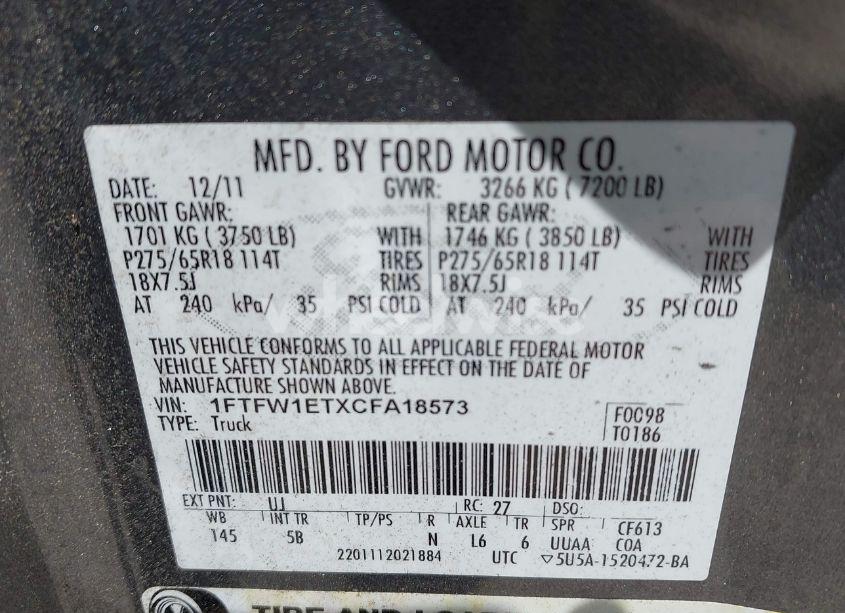 MFD. BY FORD MOTOR CO.
DATE: 12/11 GVWR: 3266 KG ( 7200 LB)
FRONT GAWR: REAR GAWR:
1701 KG ( 3750 LB) WITH 1746 KG ( 3850 LB) WITH
P275/65R18 114T TIRES P275/65R18 114T TIRES
18X7.5J RIMS 18X7.5J RIMS
AT 240 kPa/ 35 PSI COLD AT 240 kPa/ 35 PSI COLD
THIS VEHICLE CONFORMS TO ALL APPLICABLE FEDERAL MOTOR
VEHICLE SAFETY STANDARDS IN EFFECT ON THE DATE OF
MANUFACTURE SHOWN ABOVE.
VIN: 1FTFW1ETXCFA18573 F0098
TYPE: Truck T0186
EXT PNT: UJ RC: 27 DSO:
WB INT TR TP/PS R AXLE TR SPR CF613
145 5B N L6 6 UUAA COA
2201112021884 UTC ▽5U5A-1520472-BA
TIRE AND